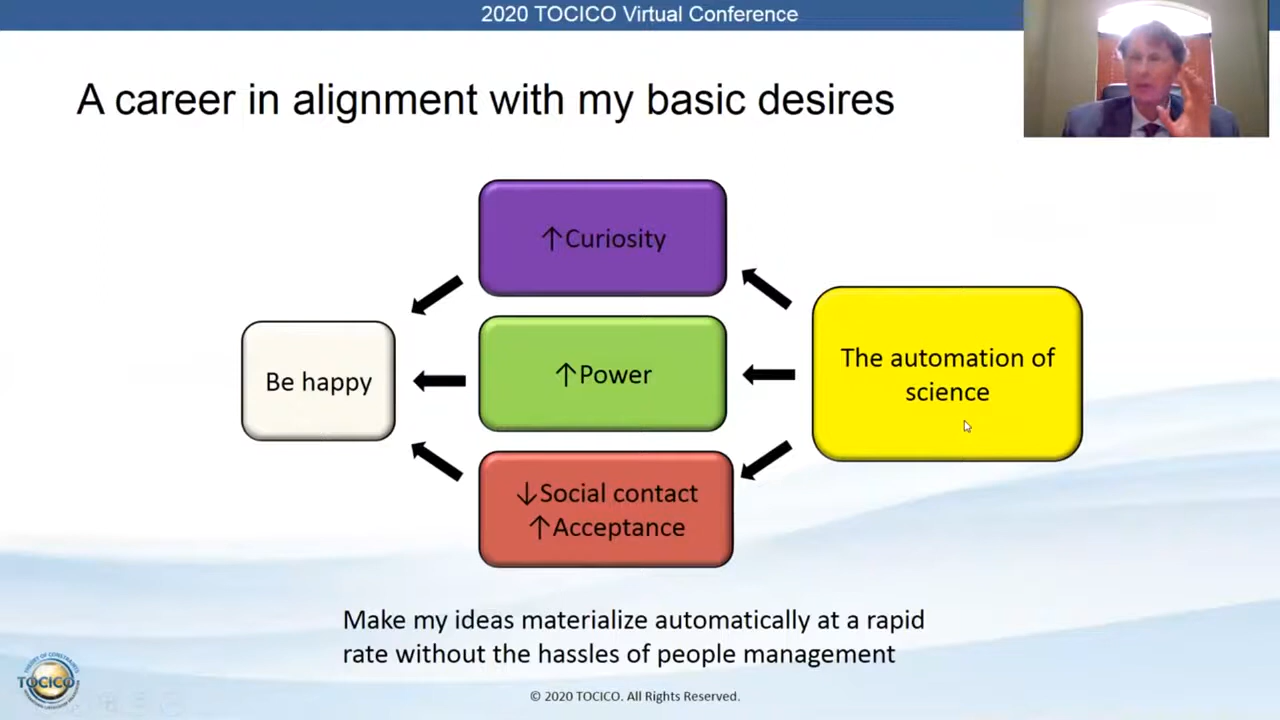 2020 TOCICO Virtual Conference
A career in alignment with my basic desires
↑Curiosity
Be happy
↑Power
The automation of
science
↓Social contact
↑Acceptance
Make my ideas materialize automatically at a rapid
rate without the hassles of people management
TOCICO
© 2020 TOCICO. All Rights Reserved.